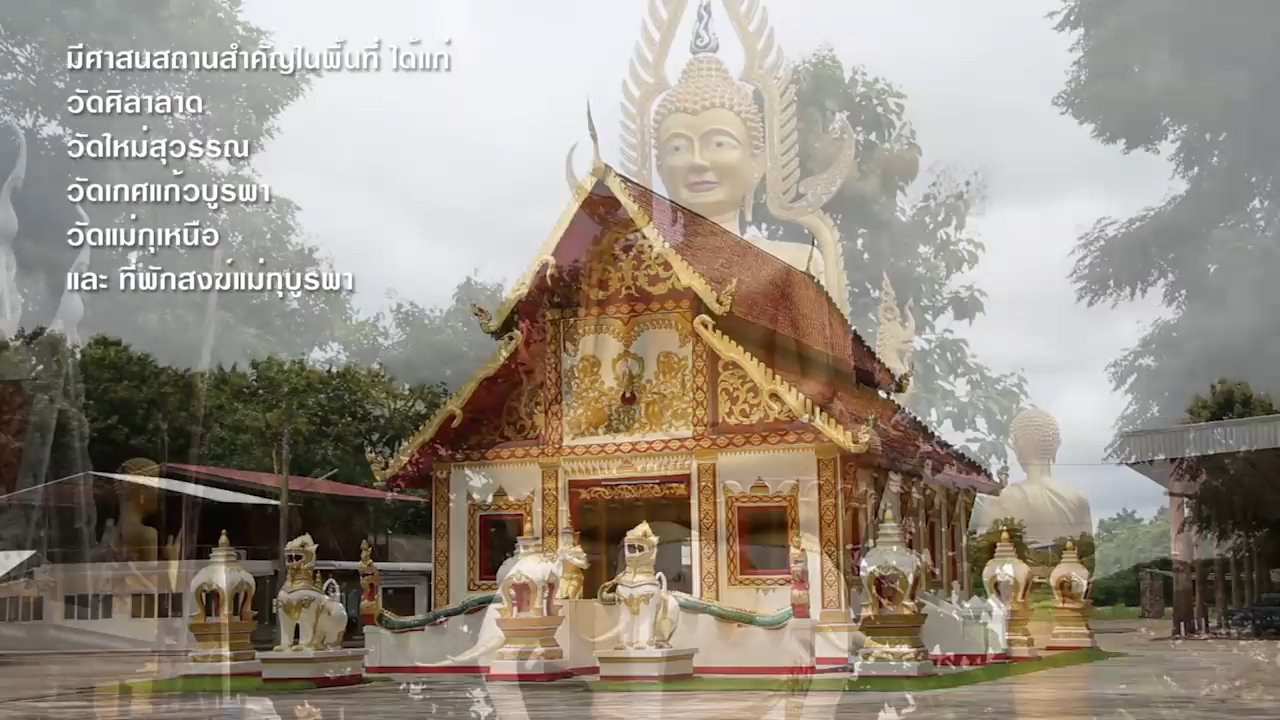 มีศาสนสถานสำคัญในพื้นที่ ได้แก่
วัดศิลาลาด
วัดใหม่สุวรรณ
วัดเกศแก้วบูรพา
วัดแม่กุเหนือ
และ ที่พักสงฆ์แม่กุบูรพา